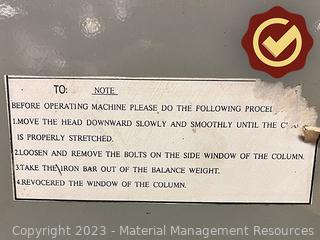 TO: NOTE
BEFORE OPERATING MACHINE PLEASE DO THE FOLLOWING
1.MOVE THE HEAD DOWNWARD SLOWLY AND SMOOTHLY UNTIL THE
IS PROPERLY STRETCHED.
2.LOOSEN AND REMOVE THE BOLTS ON THE SIDE WINDOW OF THE COLUMN.
3.TAKE THE IRON BAR OUT OF THE BALANCE WEIGHT.
4.REVOCERED THE WINDOW OF THE COLUMN.
Copyright 2023 - Material Management Resources